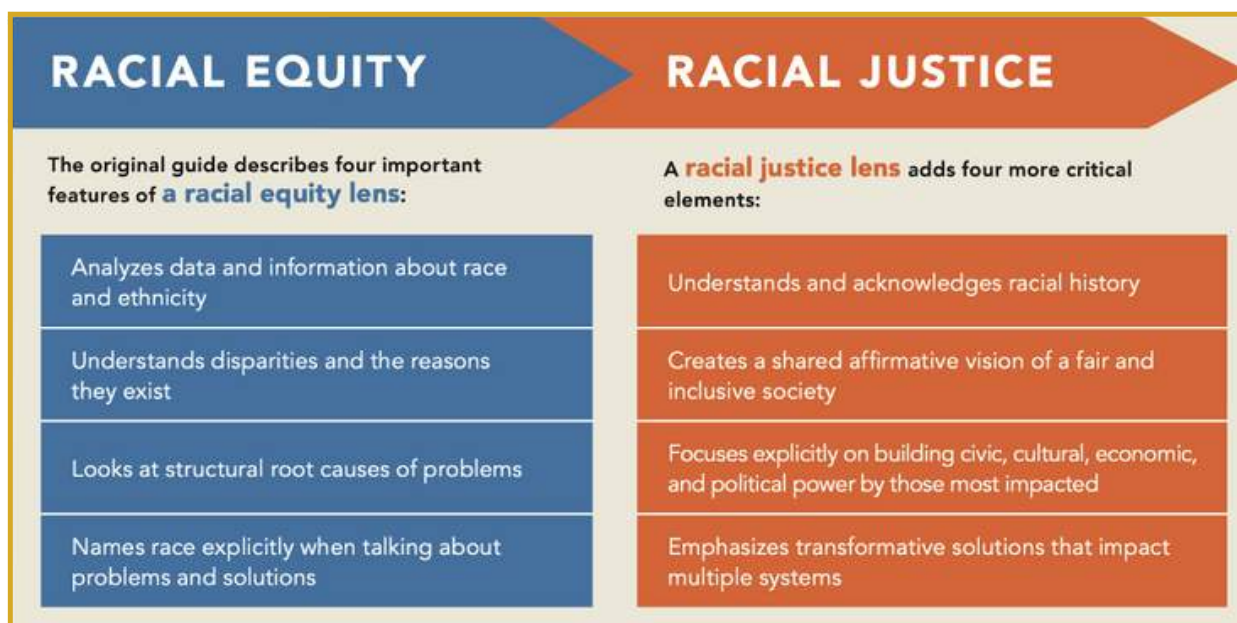 RACIAL EQUITY
RACIAL JUSTICE
The original guide describes four important
features of a racial equity lens:
Analyzes data and information about race
and ethnicity
Understands disparities and the reasons
they exist
Looks at structural root causes of problems
Names race explicitly when talking about
problems and solutions
A racial justice lens adds four more critical
elements:
Understands and acknowledges racial history
Creates a shared affirmative vision of a fair and
inclusive society
Focuses explicitly on building civic, cultural, economic,
and political power by those most impacted
Emphasizes transformative solutions that impact
multiple systems